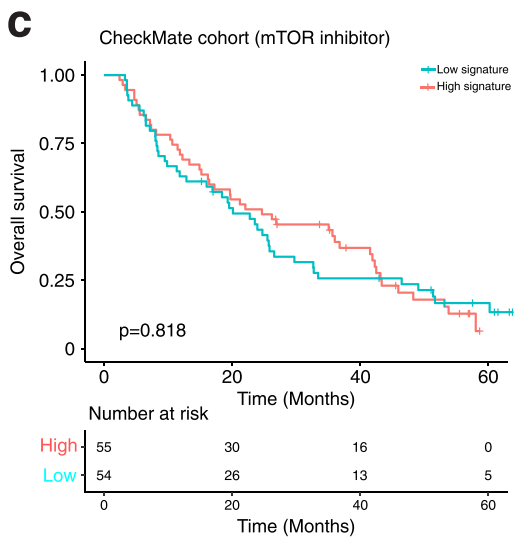 C
CheckMate cohort (mTOR inhibitor)
Low signature
High signature
Overall survival
1.00
0.75
0.50
0.25
0
p=0.818
0 20 40 60
Time (Months)
Number at risk
High 55 30 16 0
Low 54 26 13 5
0 20 40 60
Time (Months)